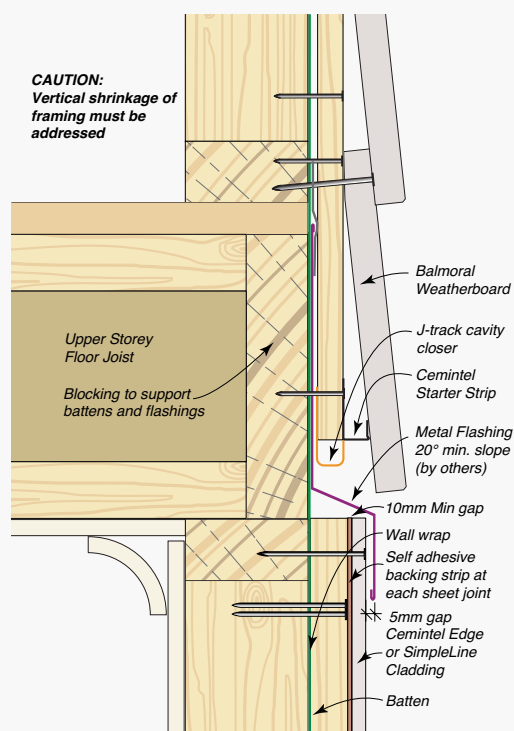 CAUTION:
Vertical shrinkage of
framing must be
addressed
Balmoral
Weatherboard
Upper Storey
Floor Joist
J-track cavity
closer
Blocking to support
battens and flashings
Cemintel
Starter Strip
Metal Flashing
20° min. slope
(by others)
10mm Min gap
Wall wrap
Self adhesive
backing strip at
each sheet joint
5mm gap
Cemintel Edge
or SimpleLine
Cladding
Batten